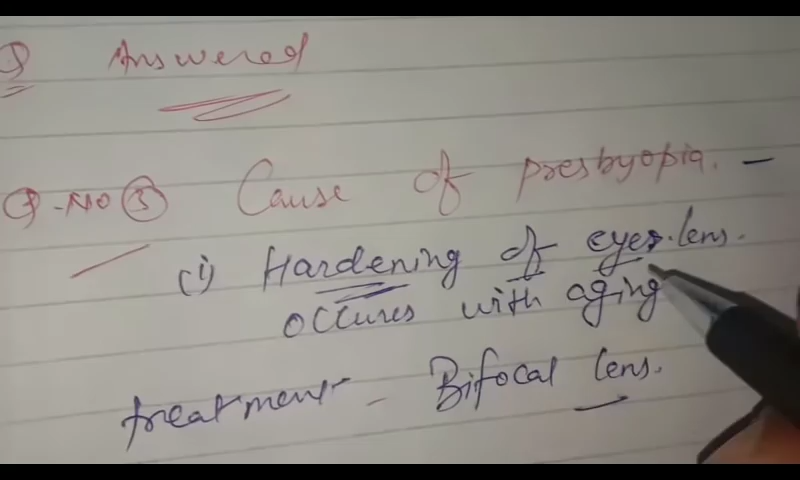 Q Answered
Q-No ③ Cause of presbyopia. -
(i) Hardening of eyes.lens.
Occures with aging
treatment - Bifocal lens.